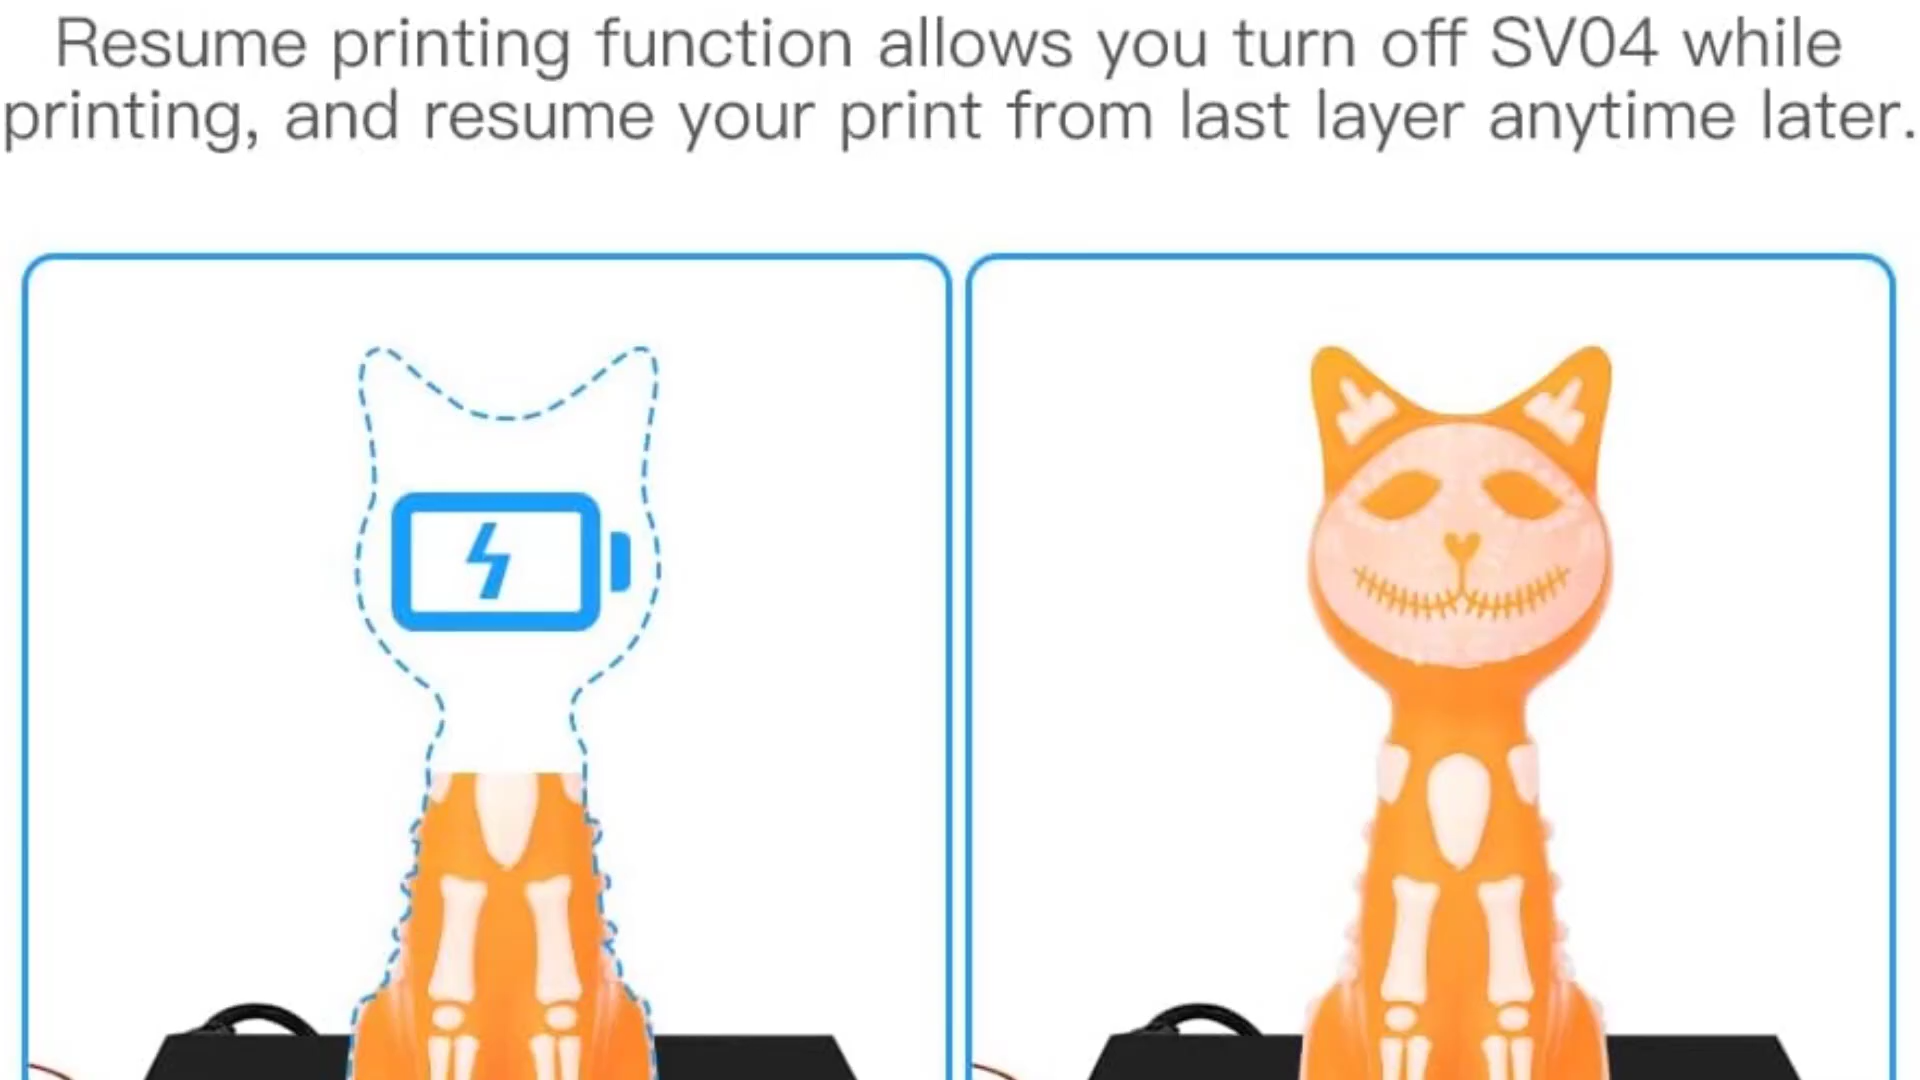 Resume printing function allows you turn off SV04 while
printing, and resume your print from last layer anytime later.